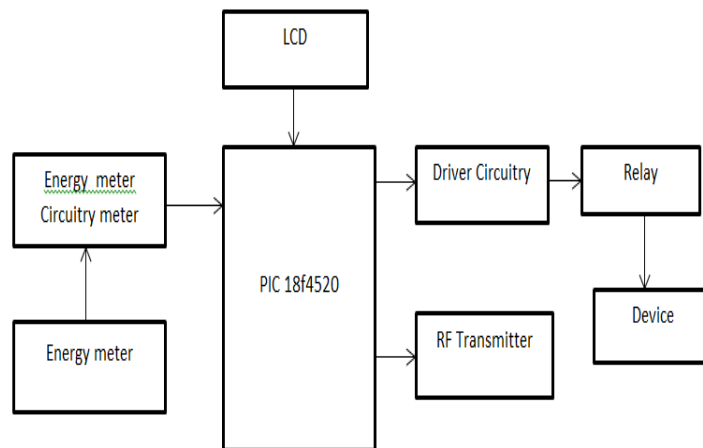 LCD
Energy  meter
Circuitry meter
Driver Circuitry
Relay
PIC 18f4520
Energy meter
RF Transmitter
Device